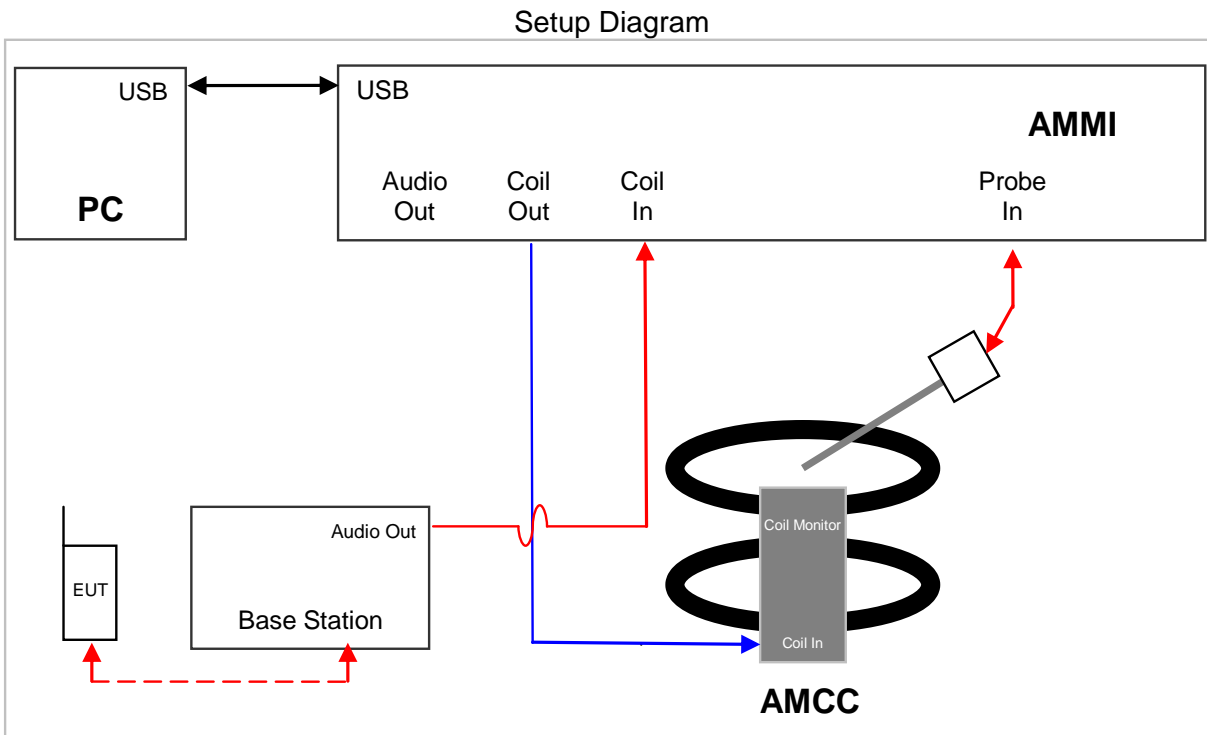 Setup Diagram
USB
PC
USB
AMMI
Audio
Out
Coil
Out
Coil
In
Probe
In
Coil Monitor
Coil In
AMCC
Audio Out
Base Station
EUT